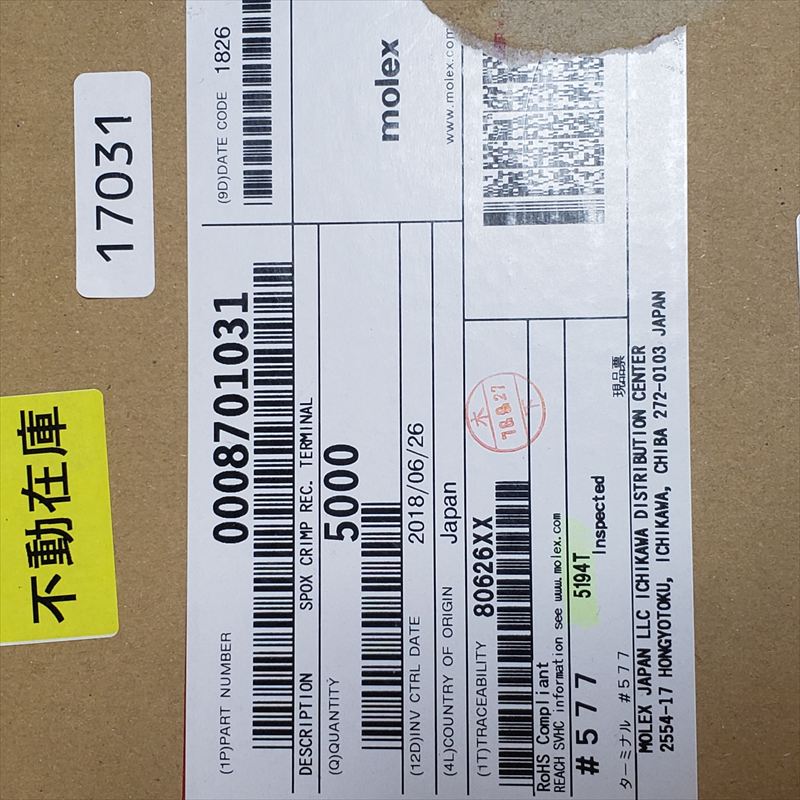 17031
不動在庫
(9D)DATE CODE 1826
molex
www.molex.com
(1P)PART NUMBER 0008701031
DESCRIPTION SPOX CRIMP REC. TERMINAL
(Q)QUANTITY 5000
(12D)INV CTRL DATE 2018/06/26
(4L)COUNTRY OF ORIGIN Japan
(1T)TRACEABILITY 80626XX
RoHS Compliant
REACH SVHC information see www.molex.com
#577 5194T Inspected
ターミナル #577 現品票
MOLEX JAPAN LLC ICHIKAWA DISTRIBUTION CENTER
2554-17 HONGYOTOKU, ICHIKAWA, CHIBA 272-0103 JAPAN